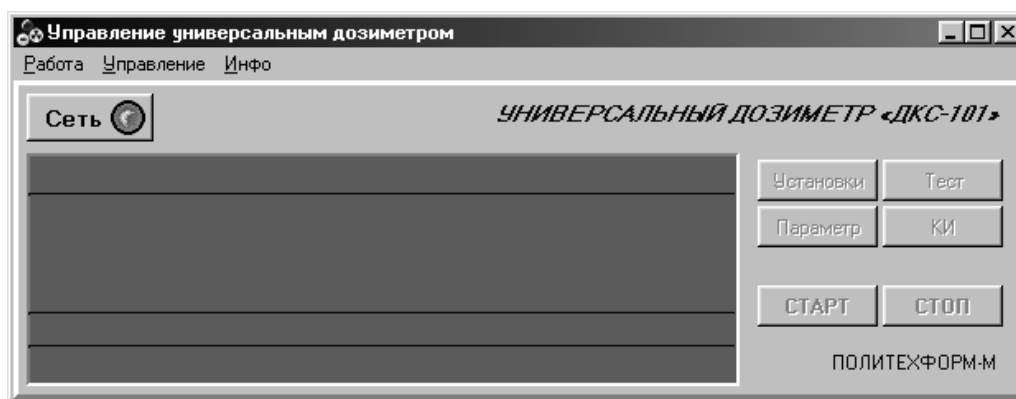 Управление универсальным дозиметром
Работа Управление Инфо
Сеть
УНИВЕРСАЛЬНЫЙ ДОЗИМЕТР «ДКС-101»
Установки Тест
Параметр КИ
СТАРТ СТОП
ПОЛИТЕХФОРМ-М